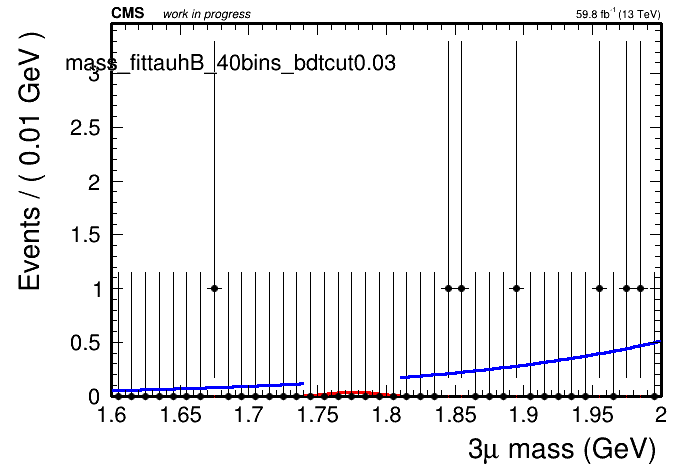 CMS work in progress 59.8 fb⁻¹ (13 TeV)
mass_fittauhB_40bins_bdtcut0.03
Events / ( 0.01 GeV )
3
2.5
2
1.5
1
0.5
0
1.6 1.65 1.7 1.75 1.8 1.85 1.9 1.95 2
3μ mass (GeV)